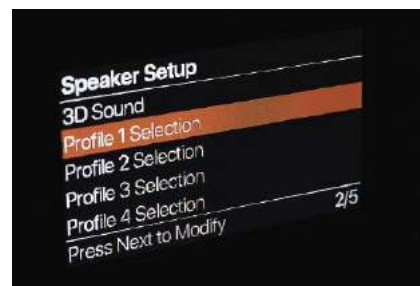 Speaker Setup
3D Sound
Profile 1 Selection
Profile 2 Selection
Profile 3 Selection
Profile 4 Selection
Press Next to Modify 2/5